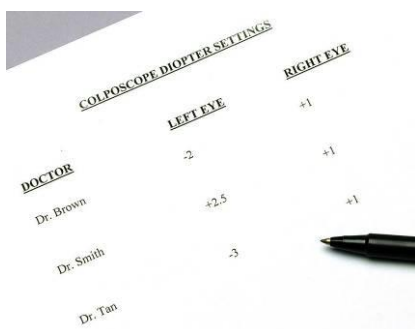 COLPOSCOPE DIOPTER SETTINGS
DOCTOR LEFT EYE RIGHT EYE
Dr. Brown -2 +1
Dr. Smith +2.5 +1
Dr. Tan -3 +1